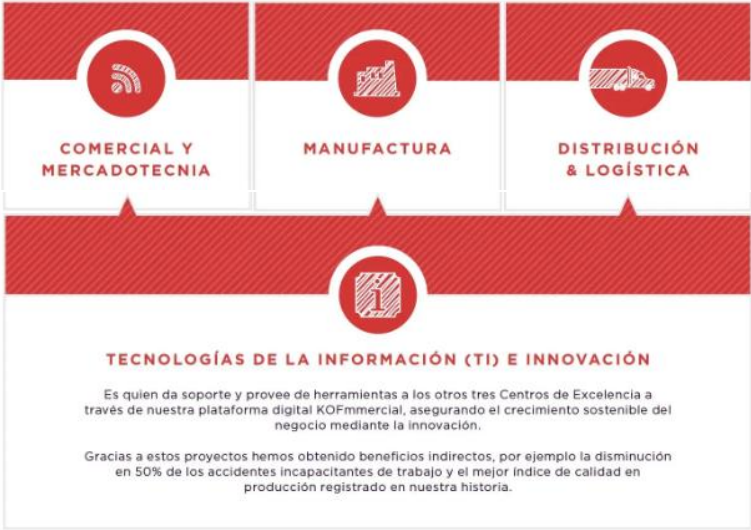 COMERCIAL Y
MERCADOTECNIA
MANUFACTURA
DISTRIBUCIÓN
& LOGÍSTICA
TECNOLOGÍAS DE LA INFORMACIÓN (TI) E INNOVACIÓN
Es quien da soporte y provee de herramientas a los otros tres Centros de Excelencia a
través de nuestra plataforma digital KOFmmercial, asegurando el crecimiento sostenible del
negocio mediante la innovación.
Gracias a estos proyectos hemos obtenido beneficios indirectos, por ejemplo la disminución
en 50% de los accidentes incapacitantes de trabajo y el mejor índice de calidad en
producción registrado en nuestra historia.